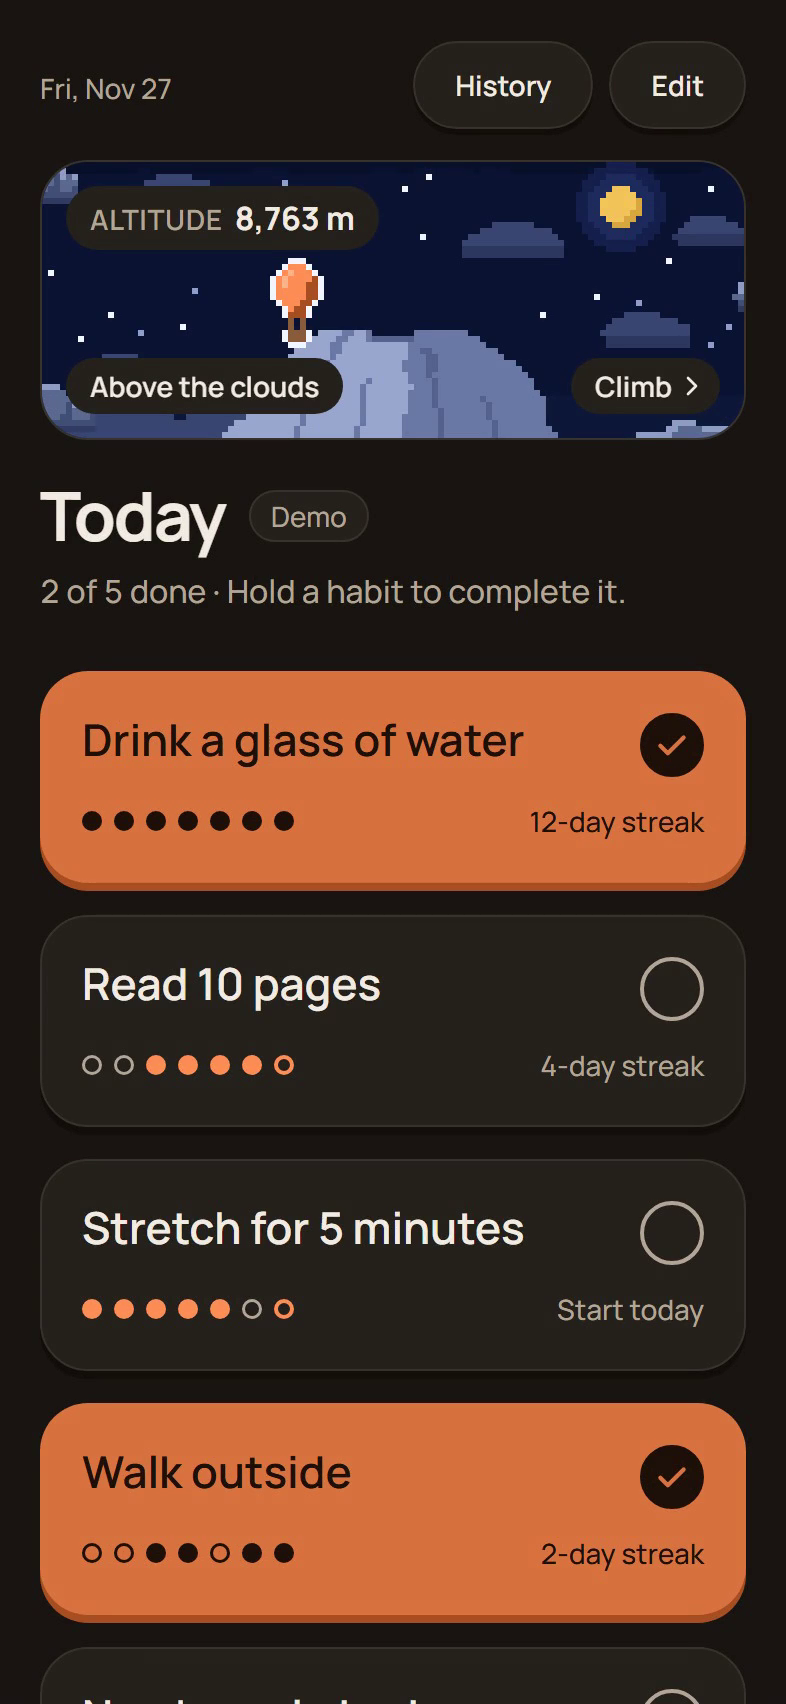 Fri, Nov 27
History
Edit
ALTITUDE 8,763 m
Above the clouds
Climb
Today
Demo
2 of 5 done · Hold a habit to complete it.
Drink a glass of water
12-day streak
Read 10 pages
4-day streak
Stretch for 5 minutes
Start today
Walk outside
2-day streak